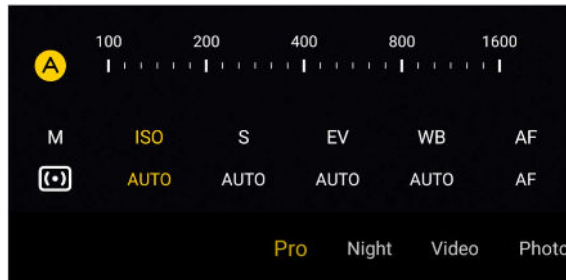 100 200 400 800 1600
A
M ISO S EV WB AF
AUTO AUTO AUTO AUTO AF
Pro Night Video Photo